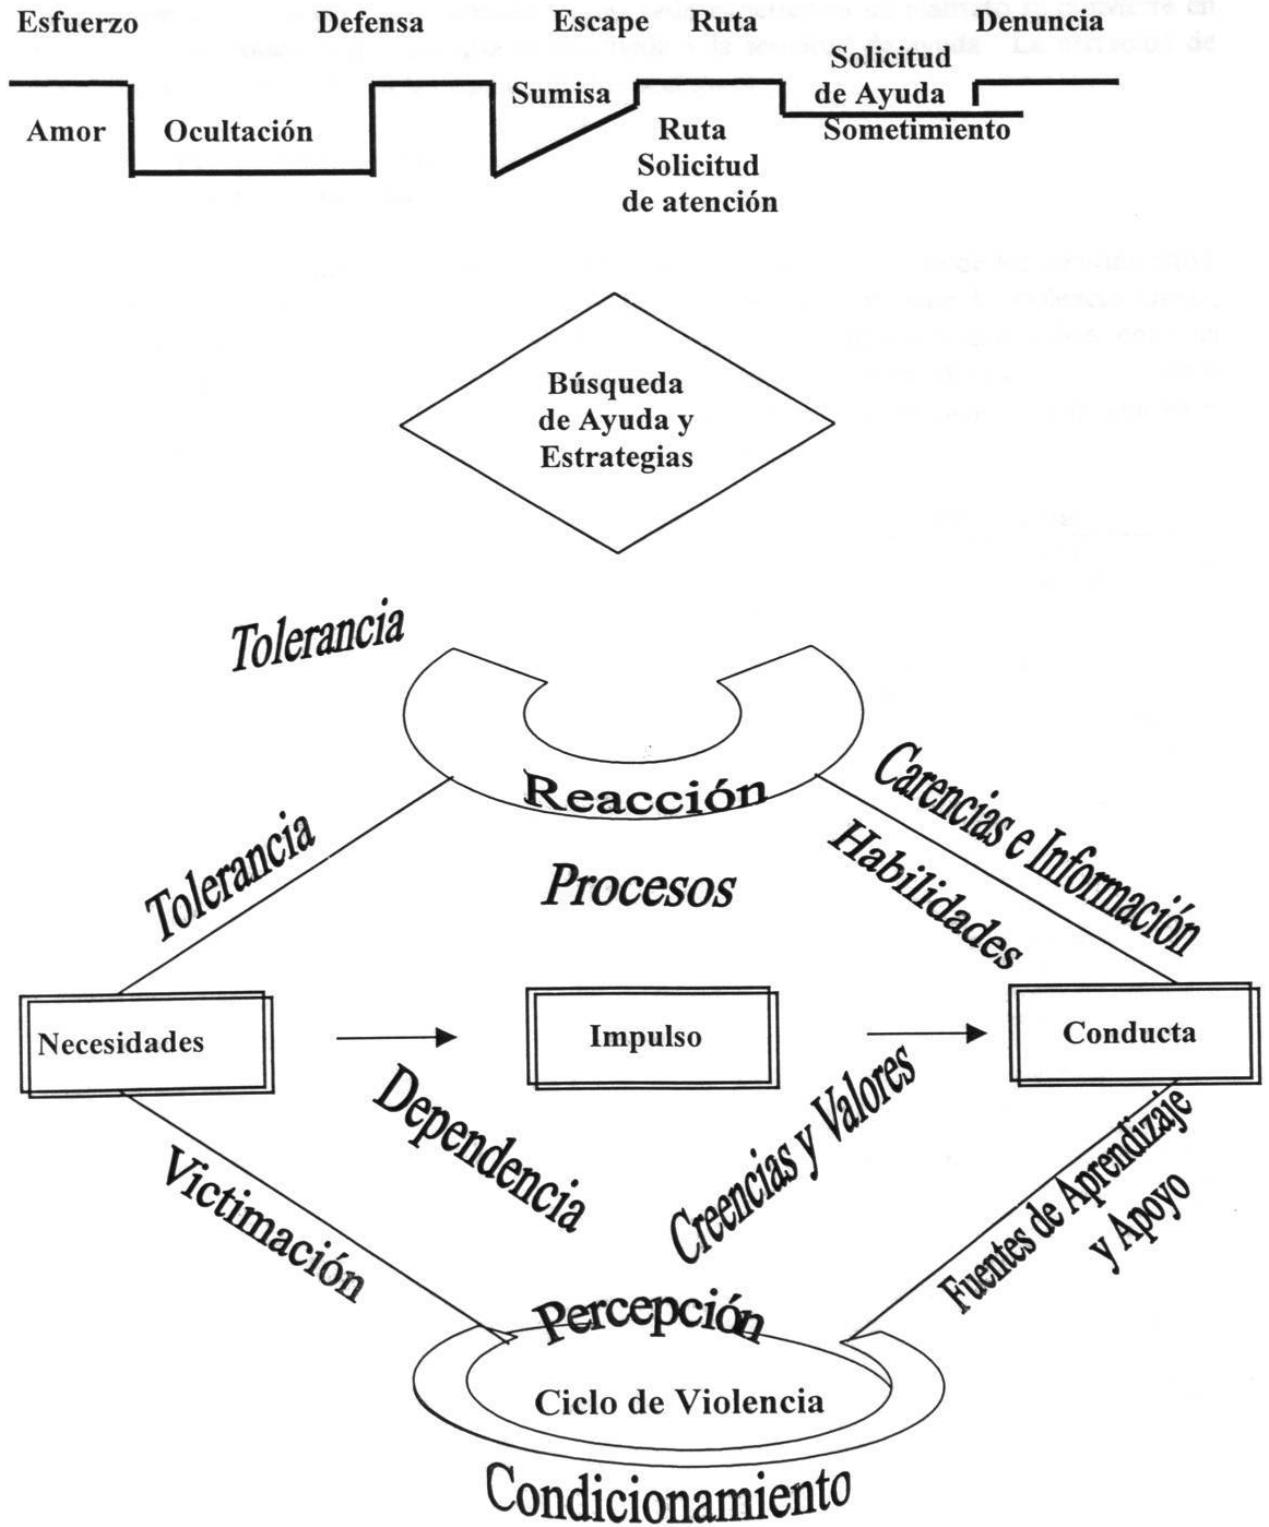 Esfuerzo Defensa Escape Ruta Denuncia
Solicitud
de Ayuda
Sumisa
Amor Ocultación
Sometimiento
Ruta
Solicitud
de atención
Búsqueda
de Ayuda y
Estrategias
Tolerancia
Reacción
Tolerancia
Carencias e Información
Habilidades
Procesos
Necesidades
Impulso
Conducta
Dependencia
Creencias y Valores
Victimación
Fuentes de Aprendizaje
y Apoyo
Percepción
Ciclo de Violencia
Condicionamiento